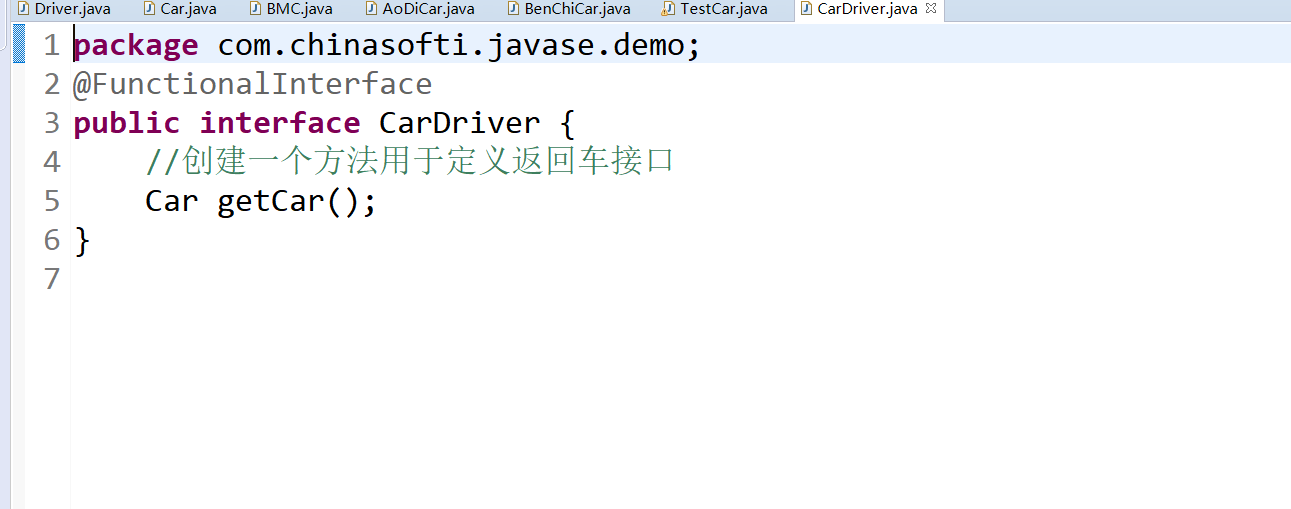 Driver.java Car.java BMC.java AoDiCar.java BenChiCar.java TestCar.java CarDriver.java
1 package com.chinasofti.javase.demo;
2 @FunctionalInterface
3 public interface CarDriver {
4 //创建一个方法用于定义返回车接口
5 Car getCar();
6 }
7